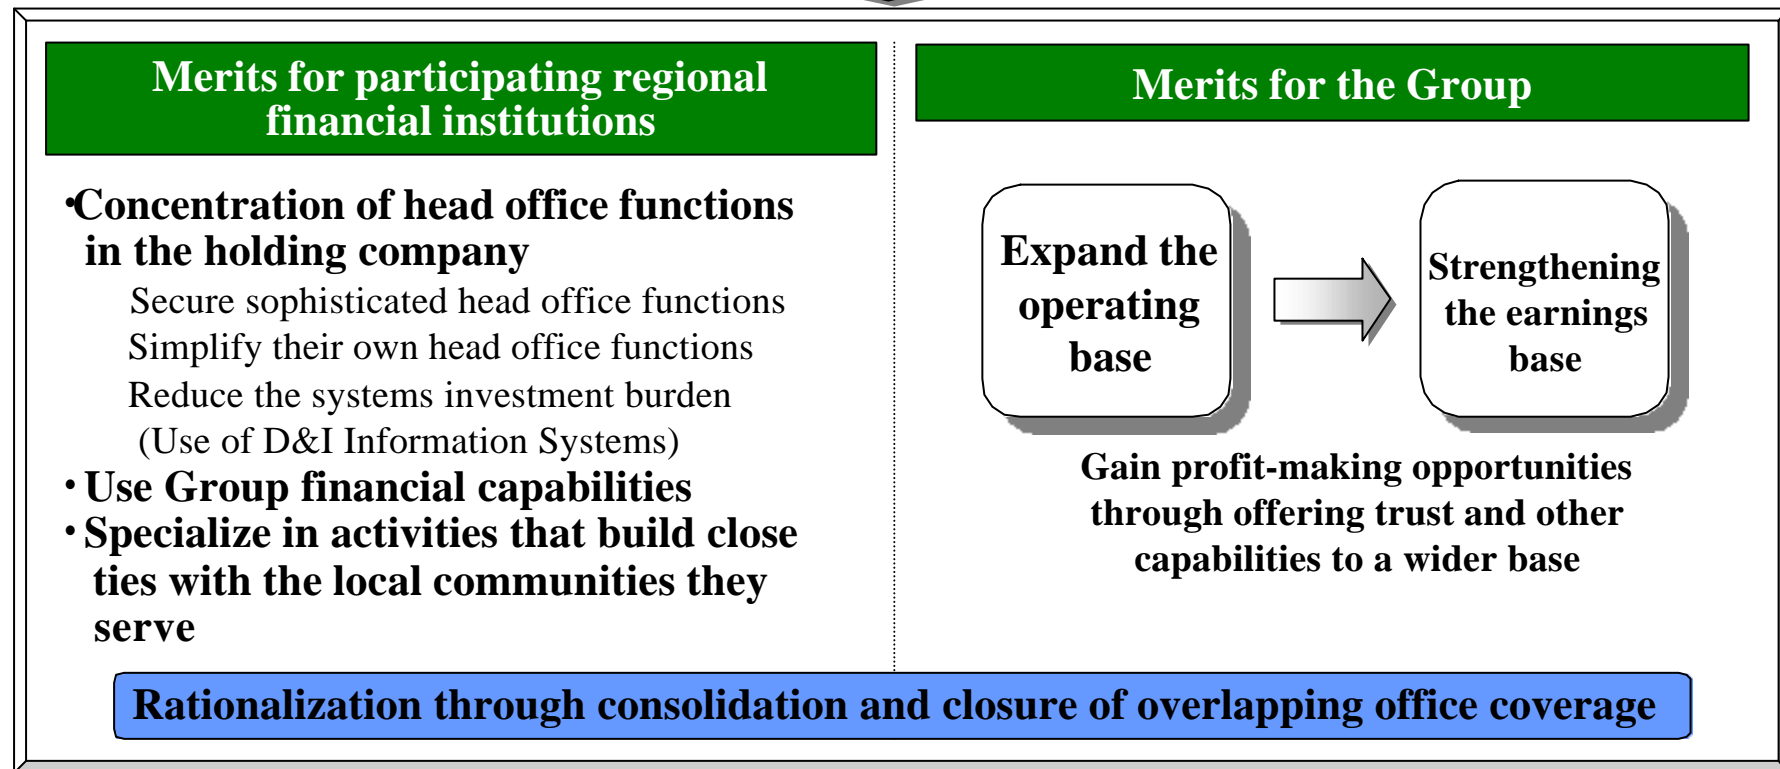 Merits for participating regional
financial institutions
・Concentration of head office functions
in the holding company
Secure sophisticated head office functions
Simplify their own head office functions
Reduce the systems investment burden
(Use of D&I Information Systems)
・Use Group financial capabilities
・Specialize in activities that build close
ties with the local communities they
serve
Merits for the Group
Expand the
operating
base
Strengthening
the earnings
base
Gain profit-making opportunities
through offering trust and other
capabilities to a wider base
Rationalization through consolidation and closure of overlapping office coverage